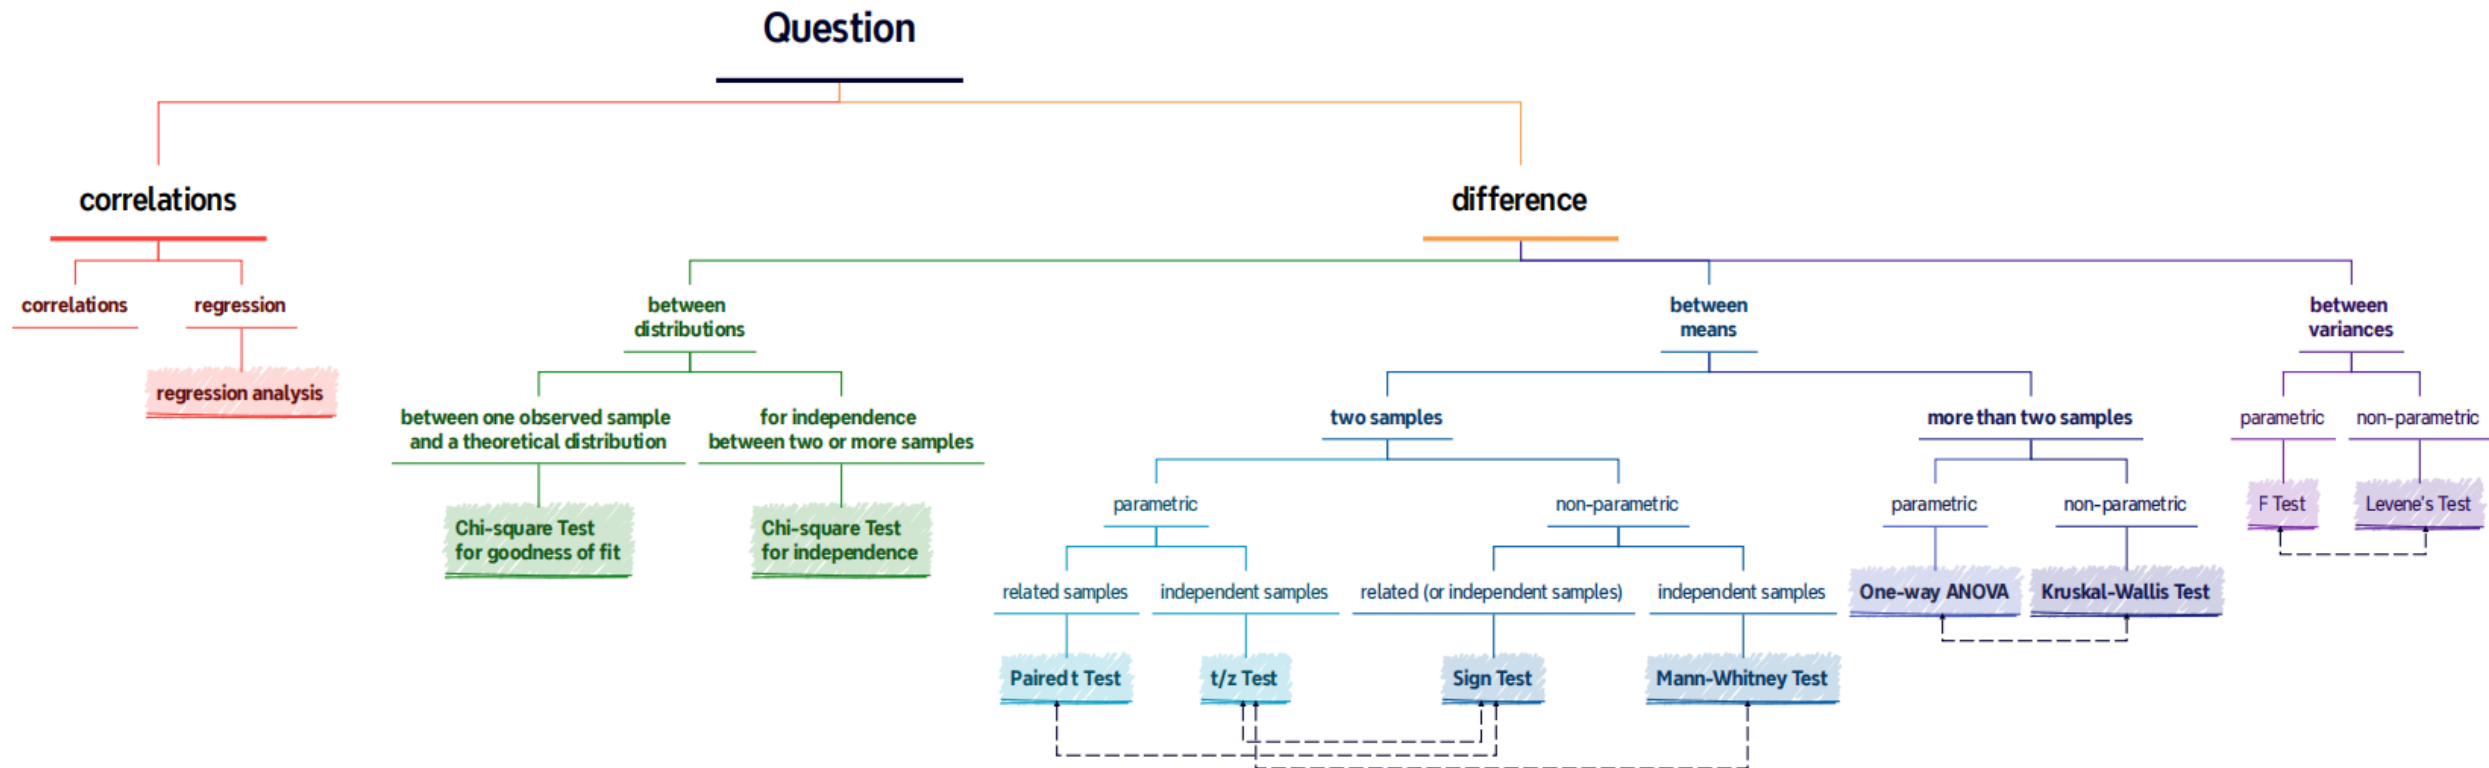 Question
correlations
difference
correlations
regression
regression analysis
between
distributions
between one observed sample
and a theoretical distribution
Chi-square Test
for goodness of fit
for independence
between two or more samples
Chi-square Test
for independence
between
means
two samples
parametric
related samples
Paired t Test
independent samples
t/z Test
non-parametric
related (or independent samples)
Sign Test
independent samples
Mann-Whitney Test
more than two samples
parametric
One-way ANOVA
non-parametric
Kruskal-Wallis Test
between
variances
parametric
F Test
non-parametric
Levene's Test